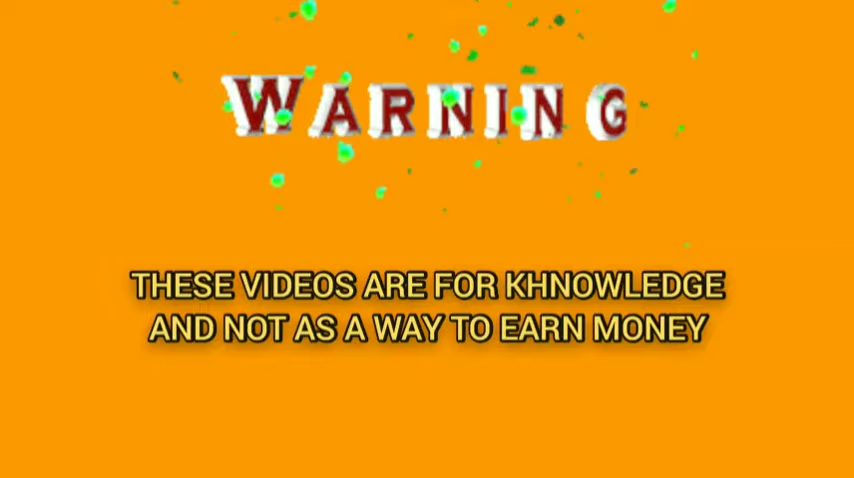 WARNING
THESE VIDEOS ARE FOR KHNOWLEDGE
AND NOT AS A WAY TO EARN MONEY